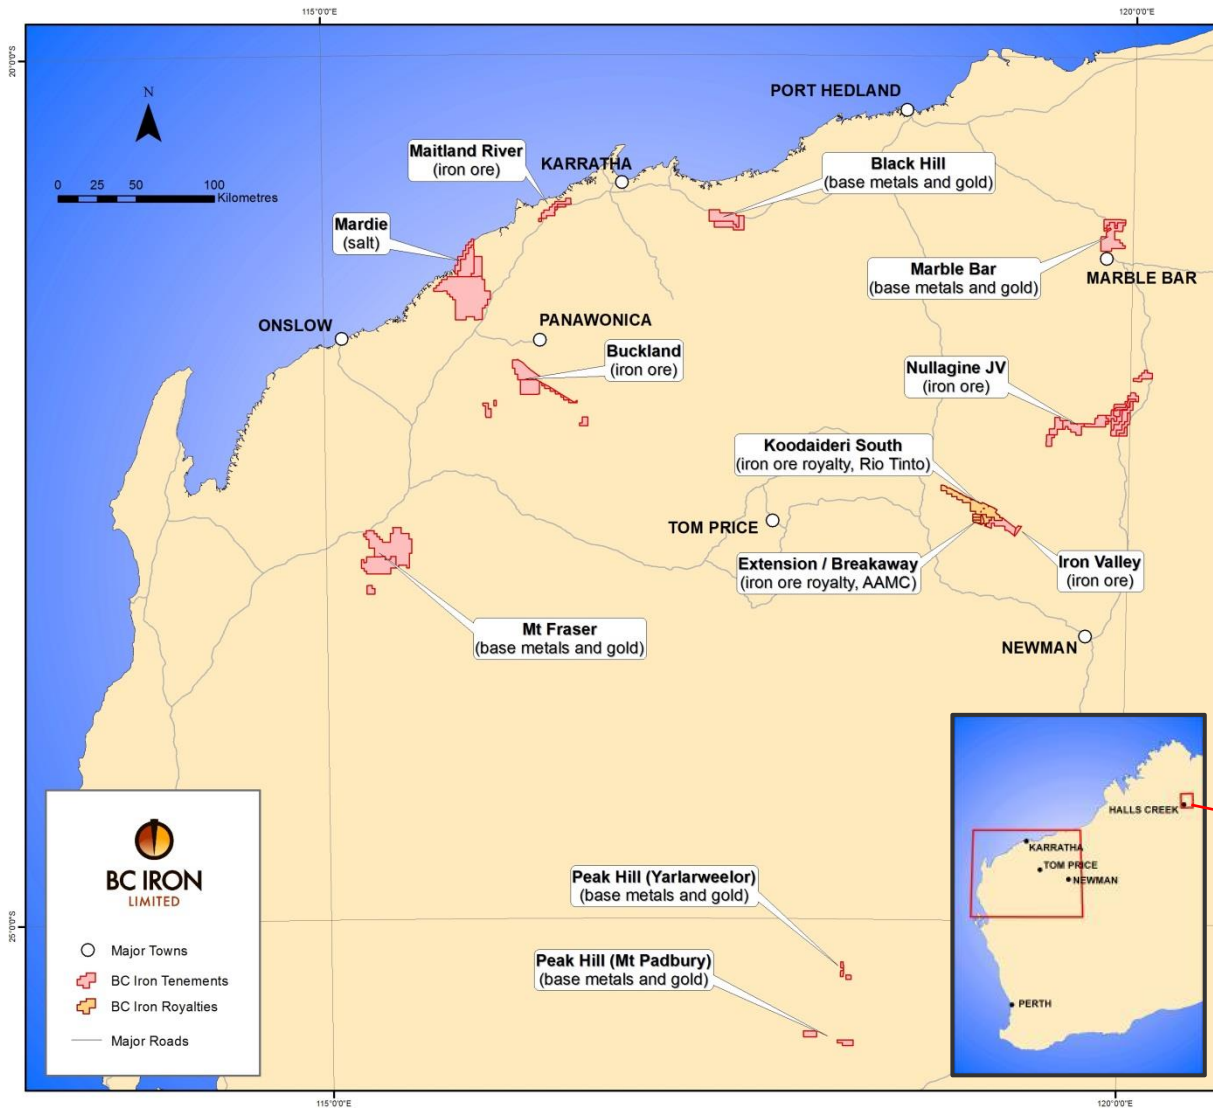 115°0'0"E
120°0'0"E
20°0'0"S
N
PORT HEDLAND
Maitland River
(iron ore)
KARRATHA
Black Hill
(base metals and gold)
0 25 50 100
Kilometres
Mardie
(salt)
Marble Bar
(base metals and gold)
MARBLE BAR
ONSLOW
PANAWONICA
Buckland
(iron ore)
Nullagine JV
(iron ore)
Koodaideri South
(iron ore royalty, Rio Tinto)
TOM PRICE
Extension / Breakaway
(iron ore royalty, AAMC)
Iron Valley
(iron ore)
Mt Fraser
(base metals and gold)
NEWMAN
HALLS CREEK
KARRATHA
TOM PRICE
NEWMAN
PERTH
BC IRON
LIMITED
Major Towns
BC Iron Tenements
BC Iron Royalties
Major Roads
Peak Hill (Yarlarweelor)
(base metals and gold)
25°0'0"S
Peak Hill (Mt Padbury)
(base metals and gold)
115°0'0"E
120°0'0"E